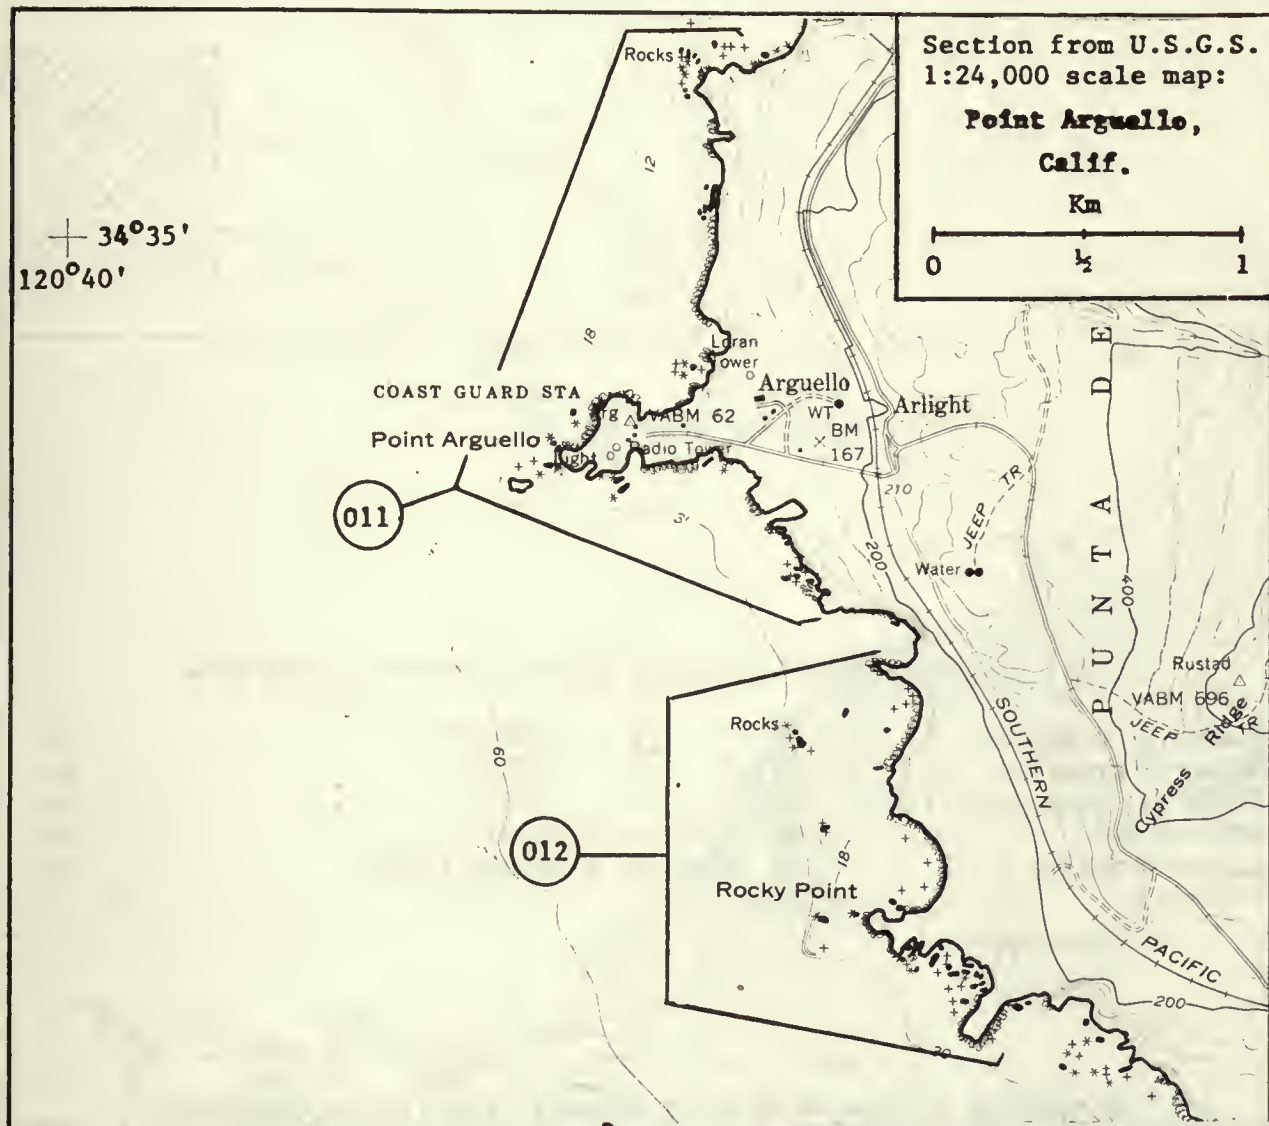 Section from U.S.G.S.
1:24,000 scale map:
Point Arguello,
Calif.
Km
0 ½ 1
Rocks
12
34°35'
120°40'
18
Loran
Tower
COAST GUARD STA
Arguello
Arlight
VABM 62
WT
BM
167
Point Arguello
Light
Radio Tower
210
JEEP TR
011
200
Water
400
PUNTA DE
Rustad
VABM 696
JEEP TR
Ridge
Cypress
SOUTHERN
PACIFIC
Rocks
60
012
18
Rocky Point
200
30